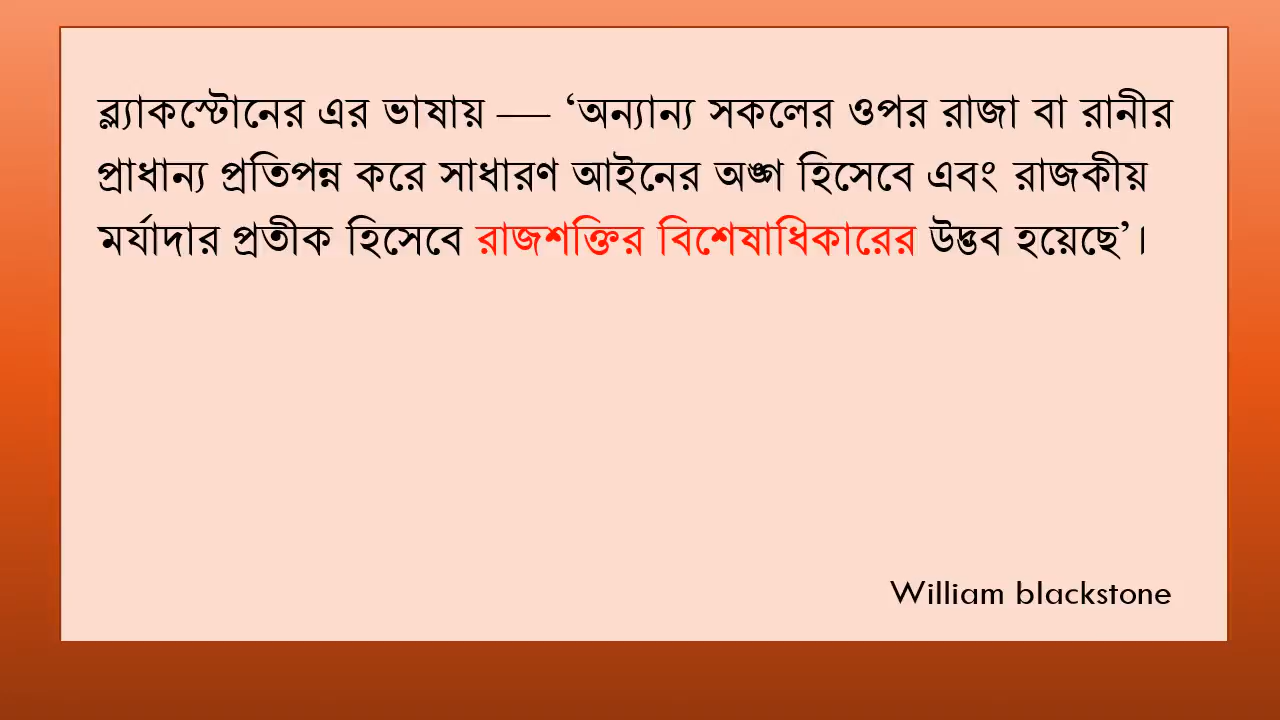 ব্ল্যাকস্টোনের এর ভাষায় — ‘অন্যান্য সকলের ওপর রাজা বা রানীর
প্রাধান্য প্রতিপন্ন করে সাধারণ আইনের অঙ্গ হিসেবে এবং রাজকীয়
মর্যাদার প্রতীক হিসেবে রাজশক্তির বিশেষাধিকারের উদ্ভব হয়েছে’।
William blackstone